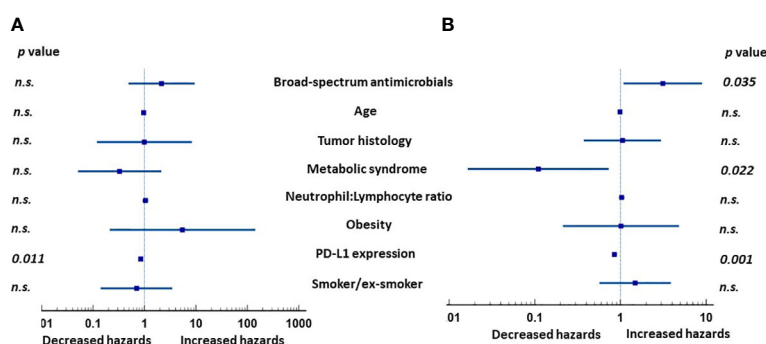 A
B
p value
p value
n.s.
Broad-spectrum antimicrobials
0.035
n.s.
Age
n.s.
n.s.
Tumor histology
n.s.
n.s.
Metabolic syndrome
0.022
n.s.
Neutrophil:Lymphocyte ratio
n.s.
n.s.
Obesity
n.s.
0.011
PD-L1 expression
0.001
n.s.
Smoker/ex-smoker
n.s.
01 0.1 1 10 100 1000
01 0.1 1 10
Decreased hazards Increased hazards
Decreased hazards Increased hazards